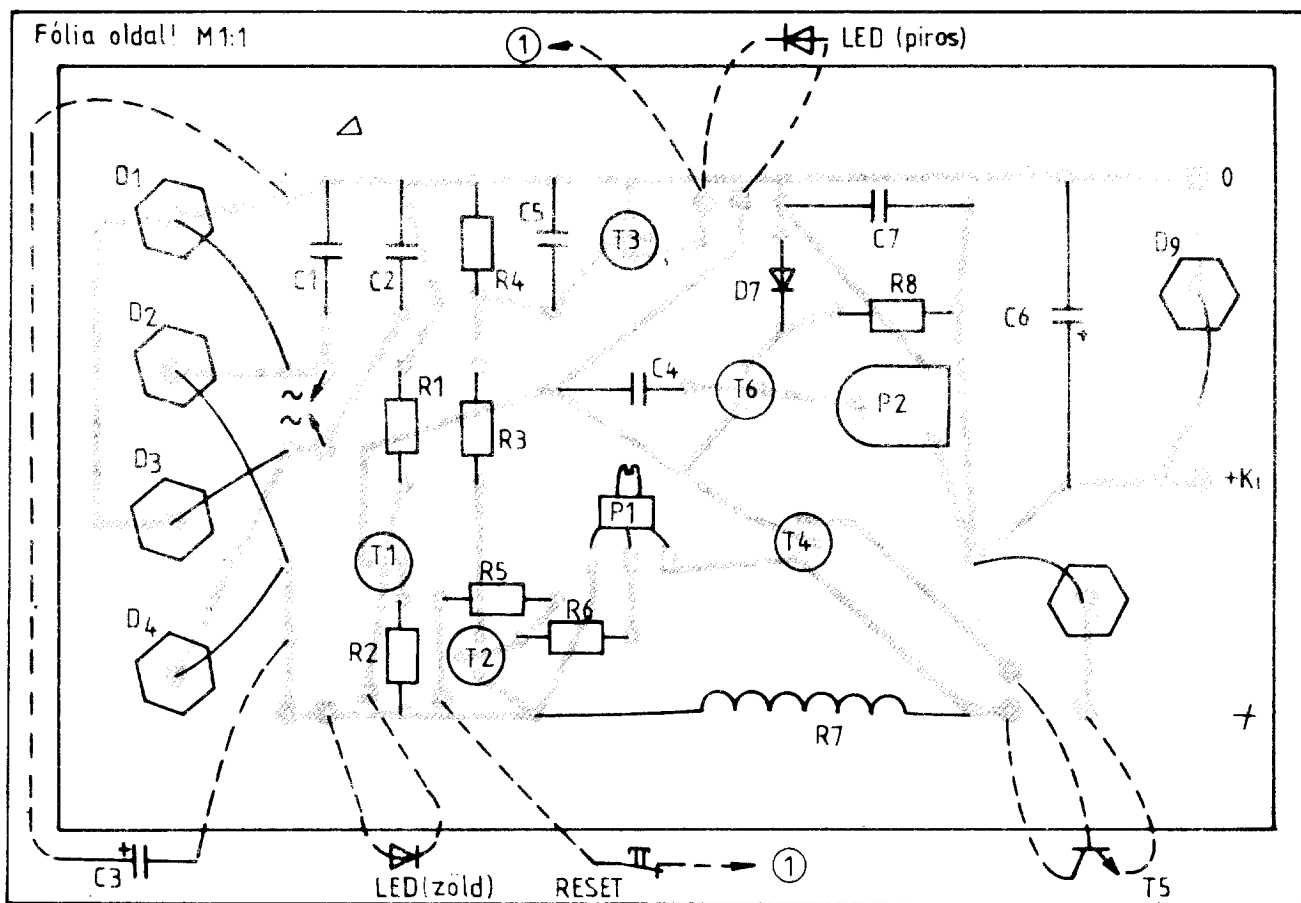 Fólia oldal! M1:1
1
LED (piros)
D1
0
C1
C2
R4
C5
T3
C7
D9
D7
R8
C6
+
D2
R1
R3
C4
T6
P2
D3
P1
+K1
T1
T4
R5
R6
D4
R2
T2
R7
+
C3
LED(zöld)
RESET
1
T5